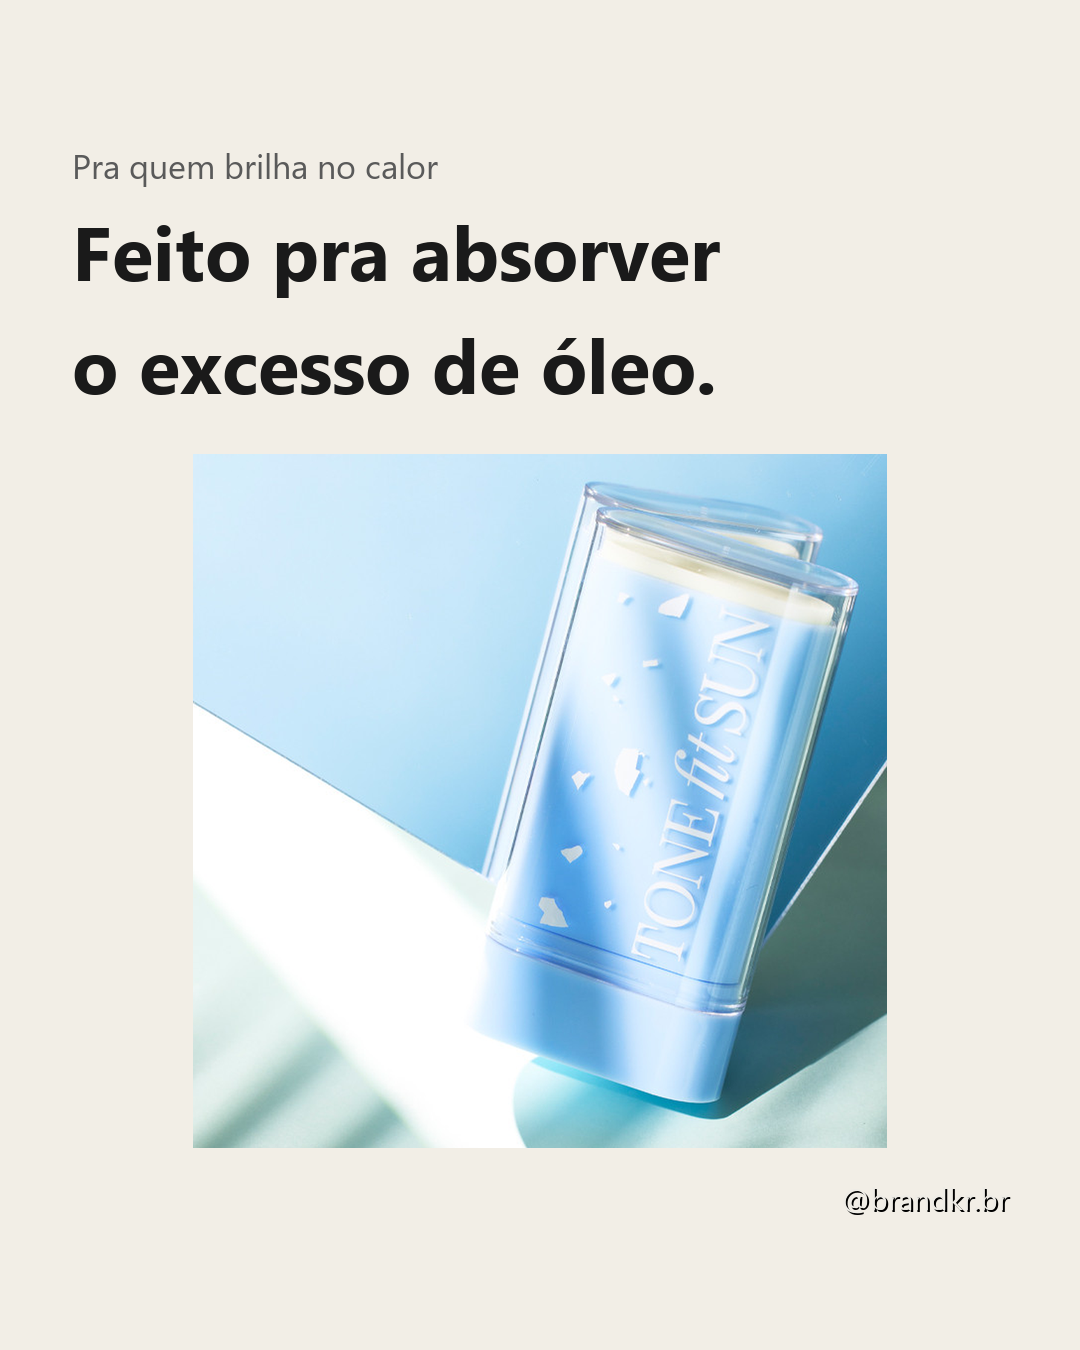 Pra quem brilha no calor
Feito pra absorver
o excesso de óleo.
TONE fit SUN
@brandkr.br